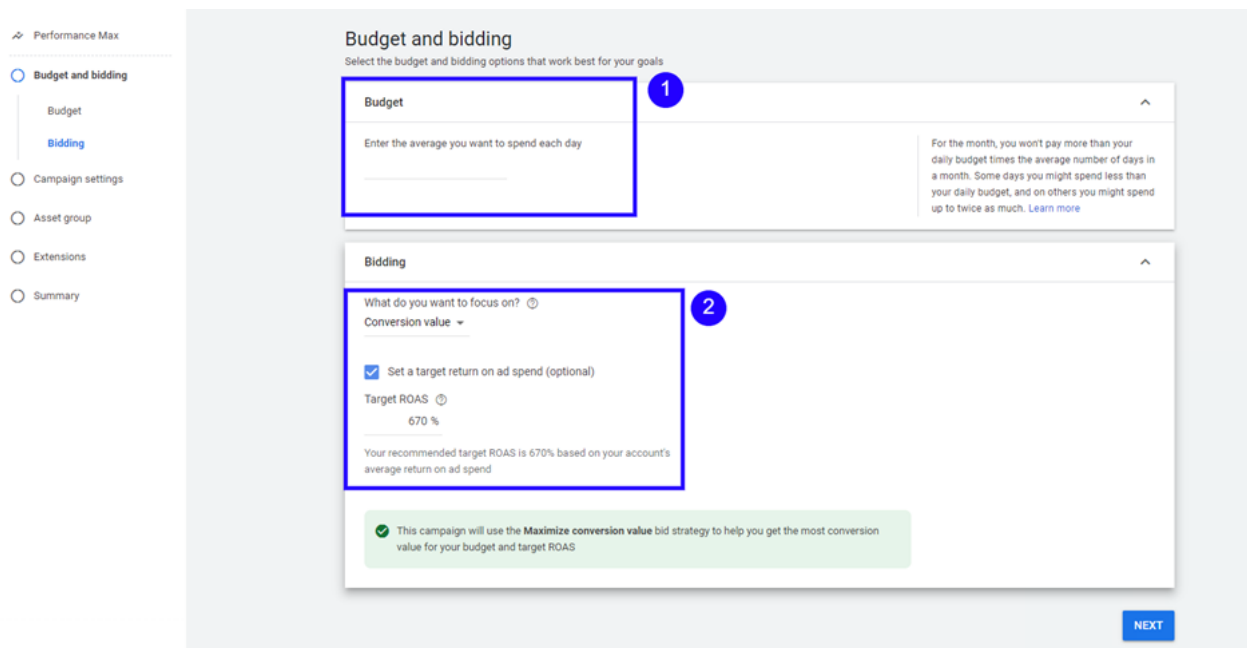 Performance Max
Budget and bidding
Budget
Bidding
Campaign settings
Asset group
Extensions
Summary
Budget and bidding
Select the budget and bidding options that work best for your goals
1
Budget
Enter the average you want to spend each day
For the month, you won't pay more than your
daily budget times the average number of days in
a month. Some days you might spend less than
your daily budget, and on others you might spend
up to twice as much. Learn more
Bidding
2
What do you want to focus on?
Conversion value
Set a target return on ad spend (optional)
Target ROAS
670 %
Your recommended target ROAS is 670% based on your account's
average return on ad spend
This campaign will use the Maximize conversion value bid strategy to help you get the most conversion
value for your budget and target ROAS
NEXT